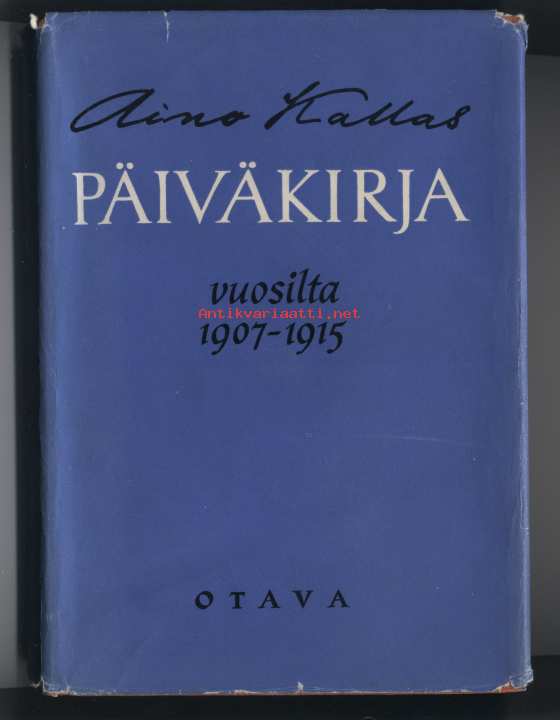 Aino Kallas
PÄIVÄKIRJA
vuosilta
Antikvariaatti.net
1907-1915
OTAVA